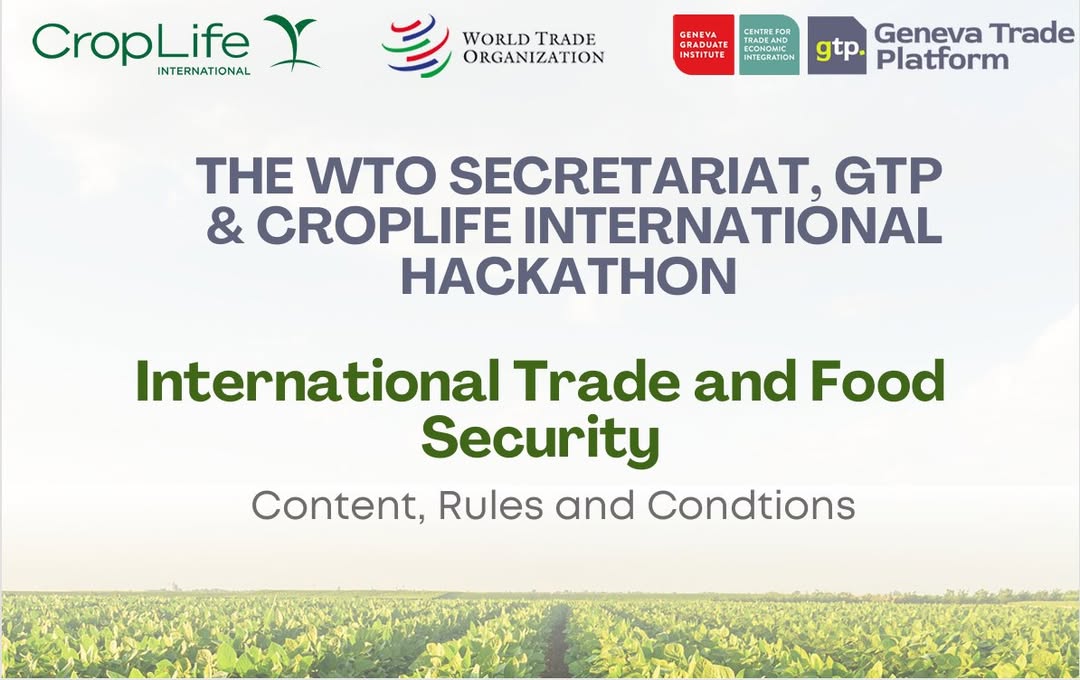 CropLife
INTERNATIONAL
WORLD TRADE
ORGANIZATION
GENEVA
GRADUATE
INSTITUTE
CENTRE FOR
TRADE AND
ECONOMIC
INTEGRATION
gtp.
Geneva Trade
Platform
THE WTO SECRETARIAT, GTP
& CROPLIFE INTERNATIONAL
HACKATHON
International Trade and Food
Security
Content, Rules and Condtions